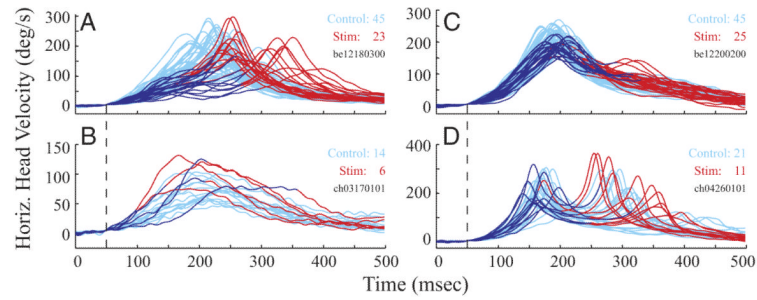 A
Control: 45
Stim: 23
be12180300
300
200
100
0
C
Control: 45
Stim: 25
be12200200
400
300
200
100
0
B
Control: 14
Stim: 6
ch03170101
150
100
50
0
0 100 200 300 400 500
D
Control: 21
Stim: 11
ch04260101
400
200
0
0 100 200 300 400 500
Horiz. Head Velocity (deg/s)
Time (msec)